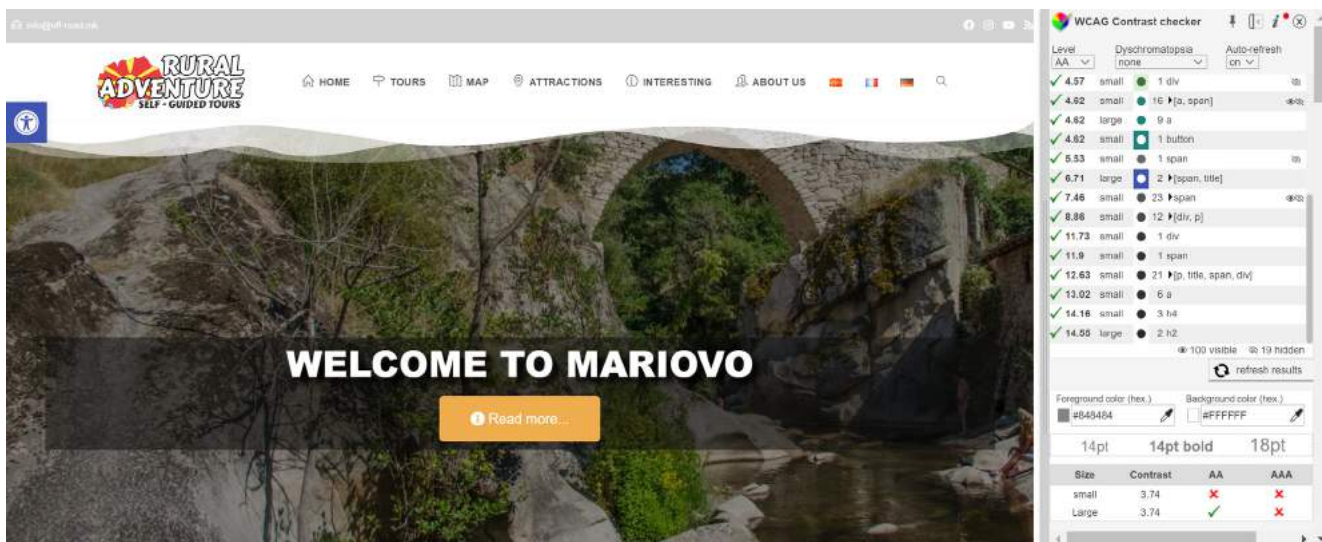 info@off-road.mk
RURAL
ADVENTURE
SELF - GUIDED TOURS
HOME
TOURS
MAP
ATTRACTIONS
INTERESTING
ABOUT US
WELCOME TO MARIOVO
Read more...
WCAG Contrast checker
Level Dyschromatopsia Auto-refresh
AA none on
4.57 small 1 div
4.62 small 16 [a, span]
4.62 large 9 a
4.62 small 1 button
5.53 small 1 span
6.71 large 2 [span, title]
7.46 small 23 span
8.86 small 12 [div, p]
11.73 small 1 div
11.9 small 1 span
12.63 small 21 [p, title, span, div]
13.02 small 6 a
14.16 small 3 h4
14.55 large 2 h2
100 visible 19 hidden
refresh results
Foreground color (hex.) Background color (hex.)
#848484 #FFFFFF
14pt 14pt bold 18pt
Size Contrast AA AAA
small 3.74
Large 3.74